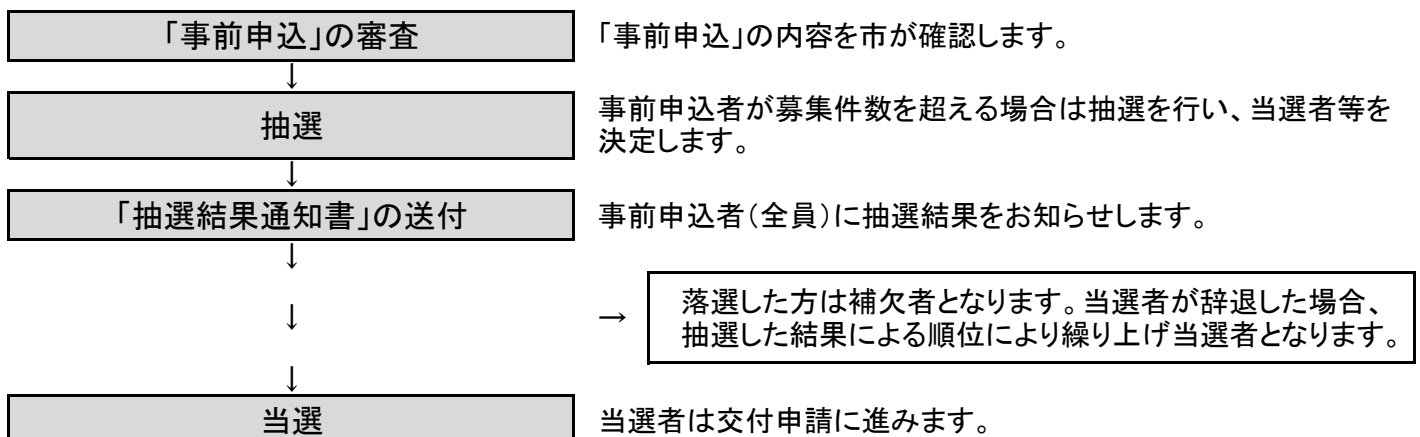 「事前申込」の審査
「事前申込」の内容を市が確認します。
↓
抽選
事前申込者が募集件数を超える場合は抽選を行い、当選者等を
決定します。
↓
「抽選結果通知書」の送付
事前申込者(全員)に抽選結果をお知らせします。
↓
↓
→
落選した方は補欠者となります。当選者が辞退した場合、
抽選した結果による順位により繰り上げ当選者となります。
↓
当選
当選者は交付申請に進みます。